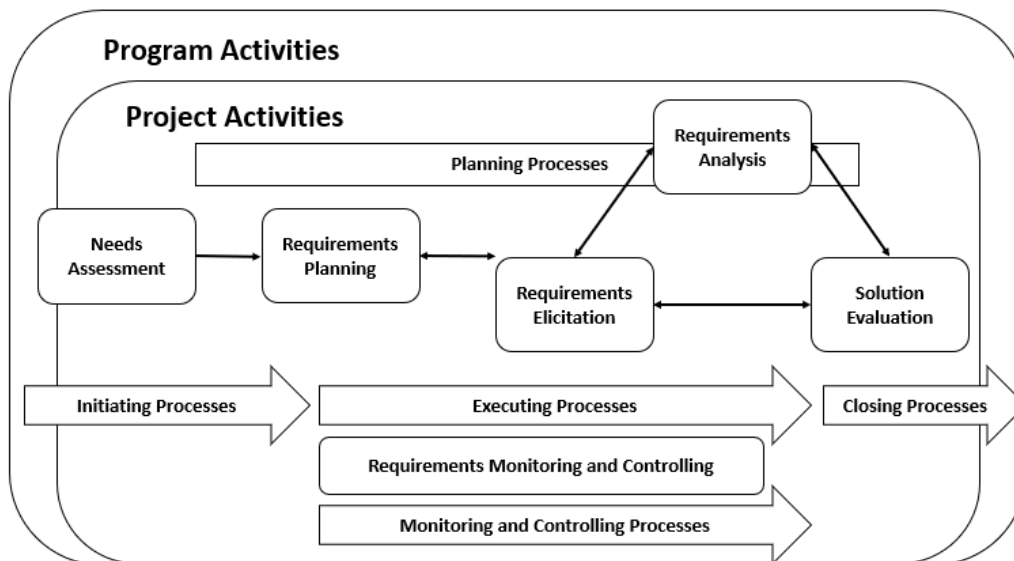 Program Activities
Project Activities
Requirements
Analysis
Planning Processes
Needs
Assessment
Requirements
Planning
Requirements
Elicitation
Solution
Evaluation
Initiating Processes
Executing Processes
Closing Processes
Requirements Monitoring and Controlling
Monitoring and Controlling Processes